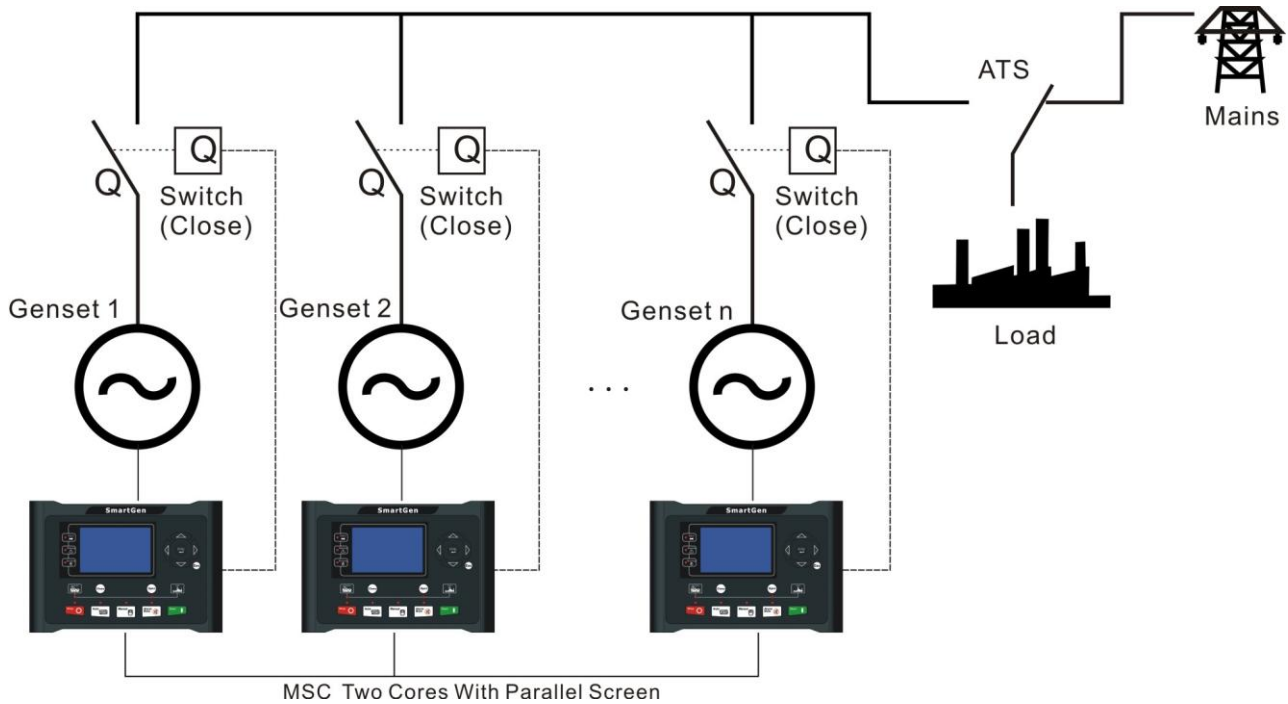 ATS
Mains
Q
Q
Switch
(Close)
Q
Q
Switch
(Close)
Q
Q
Switch
(Close)
Load
Genset 1
Genset 2
Genset n
. . .
SmartGen
SmartGen
SmartGen
MSC Two Cores With Parallel Screen